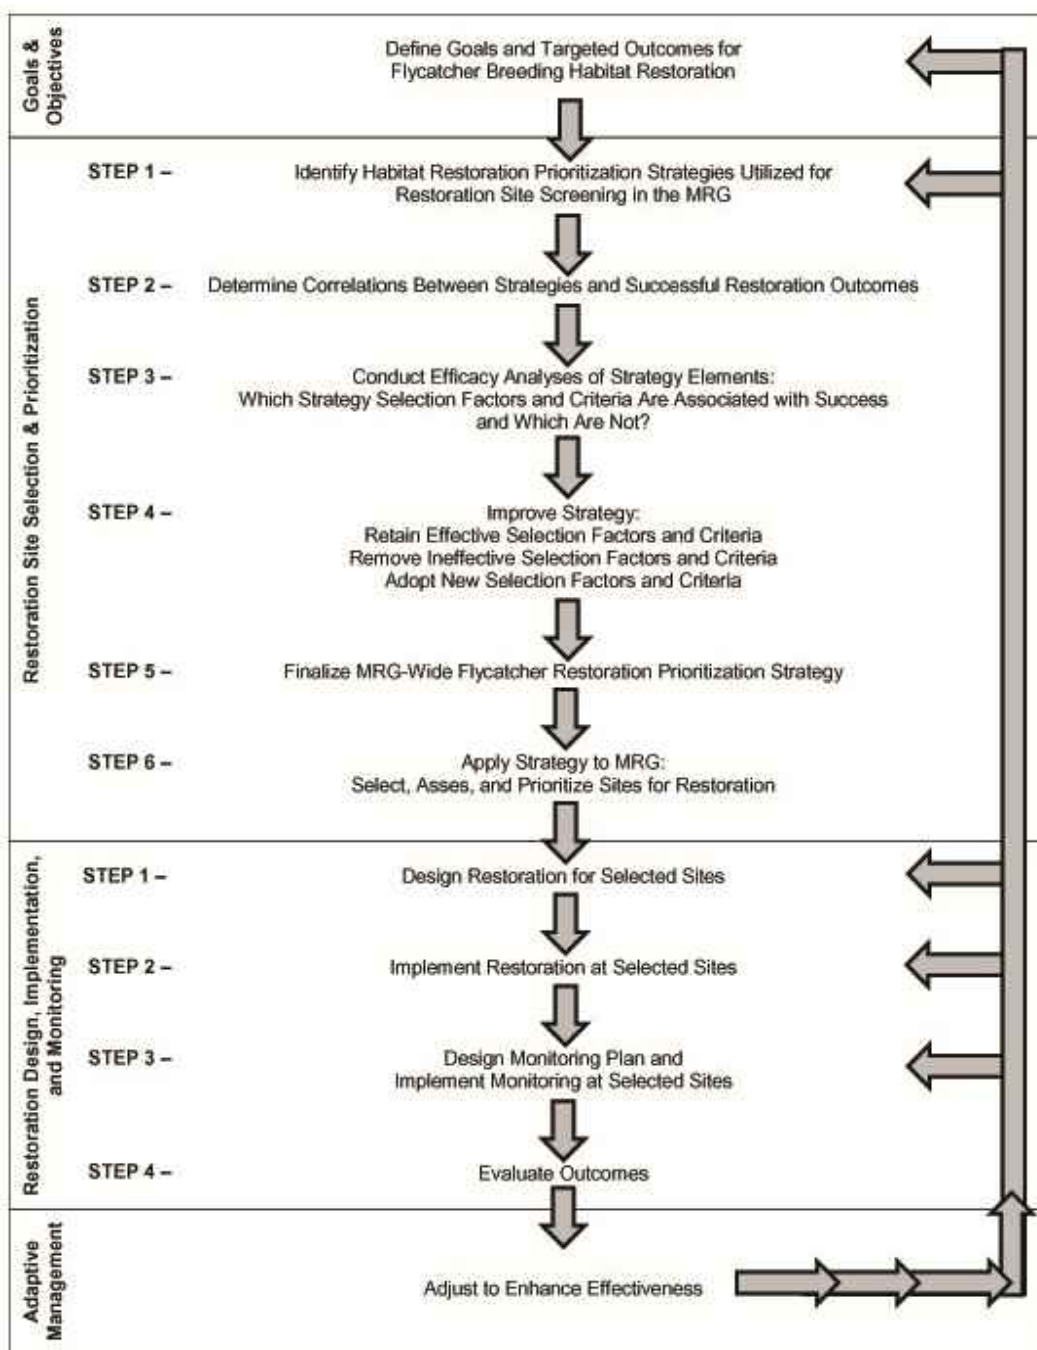 Goals &
Objectives
Define Goals and Targeted Outcomes for
Flycatcher Breeding Habitat Restoration
Restoration Site Selection & Prioritization
STEP 1 –
Identify Habitat Restoration Prioritization Strategies Utilized for
Restoration Site Screening in the MRG
STEP 2 –
Determine Correlations Between Strategies and Successful Restoration Outcomes
STEP 3 –
Conduct Efficacy Analyses of Strategy Elements:
Which Strategy Selection Factors and Criteria Are Associated with Success
and Which Are Not?
STEP 4 –
Improve Strategy:
Retain Effective Selection Factors and Criteria
Remove Ineffective Selection Factors and Criteria
Adopt New Selection Factors and Criteria
STEP 5 –
Finalize MRG-Wide Flycatcher Restoration Prioritization Strategy
STEP 6 –
Apply Strategy to MRG:
Select, Asses, and Prioritize Sites for Restoration
Restoration Design, Implementation,
and Monitoring
STEP 1 –
Design Restoration for Selected Sites
STEP 2 –
Implement Restoration at Selected Sites
STEP 3 –
Design Monitoring Plan and
Implement Monitoring at Selected Sites
STEP 4 –
Evaluate Outcomes
Adaptive
Management
Adjust to Enhance Effectiveness